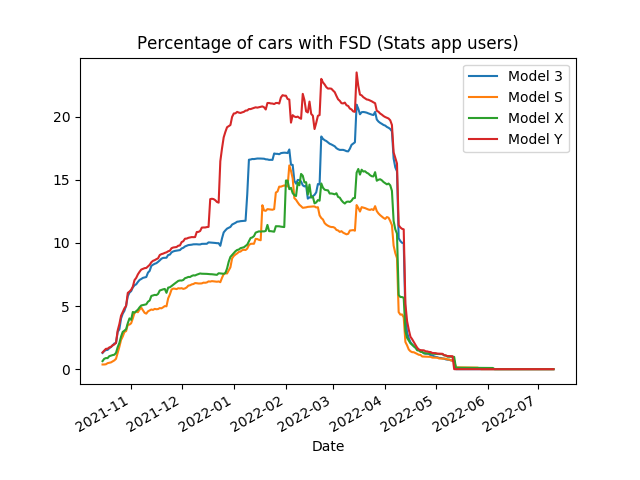 Percentage of cars with FSD (Stats app users)
Model 3
Model S
Model X
Model Y
20
15
10
5
0
2021-11
2021-12
2022-01
2022-02
2022-03
2022-04
2022-05
2022-06
2022-07
Date